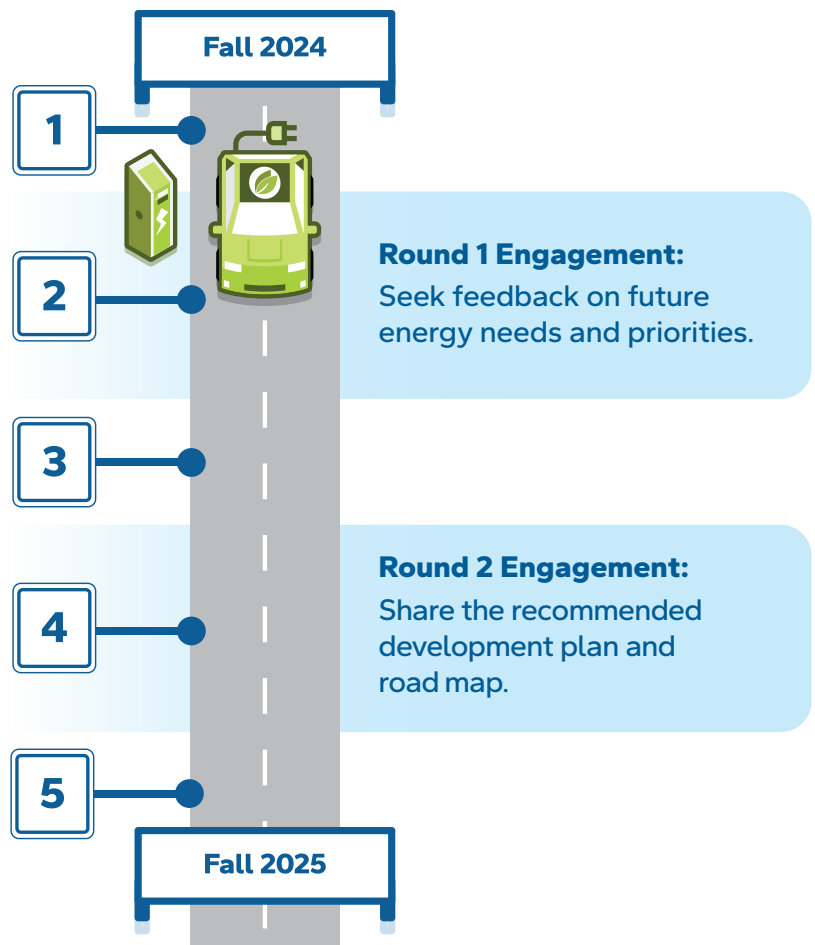 Fall 2024
1
2
Round 1 Engagement:
Seek feedback on future
energy needs and priorities.
3
4
Round 2 Engagement:
Share the recommended
development plan and
road map.
5
Fall 2025